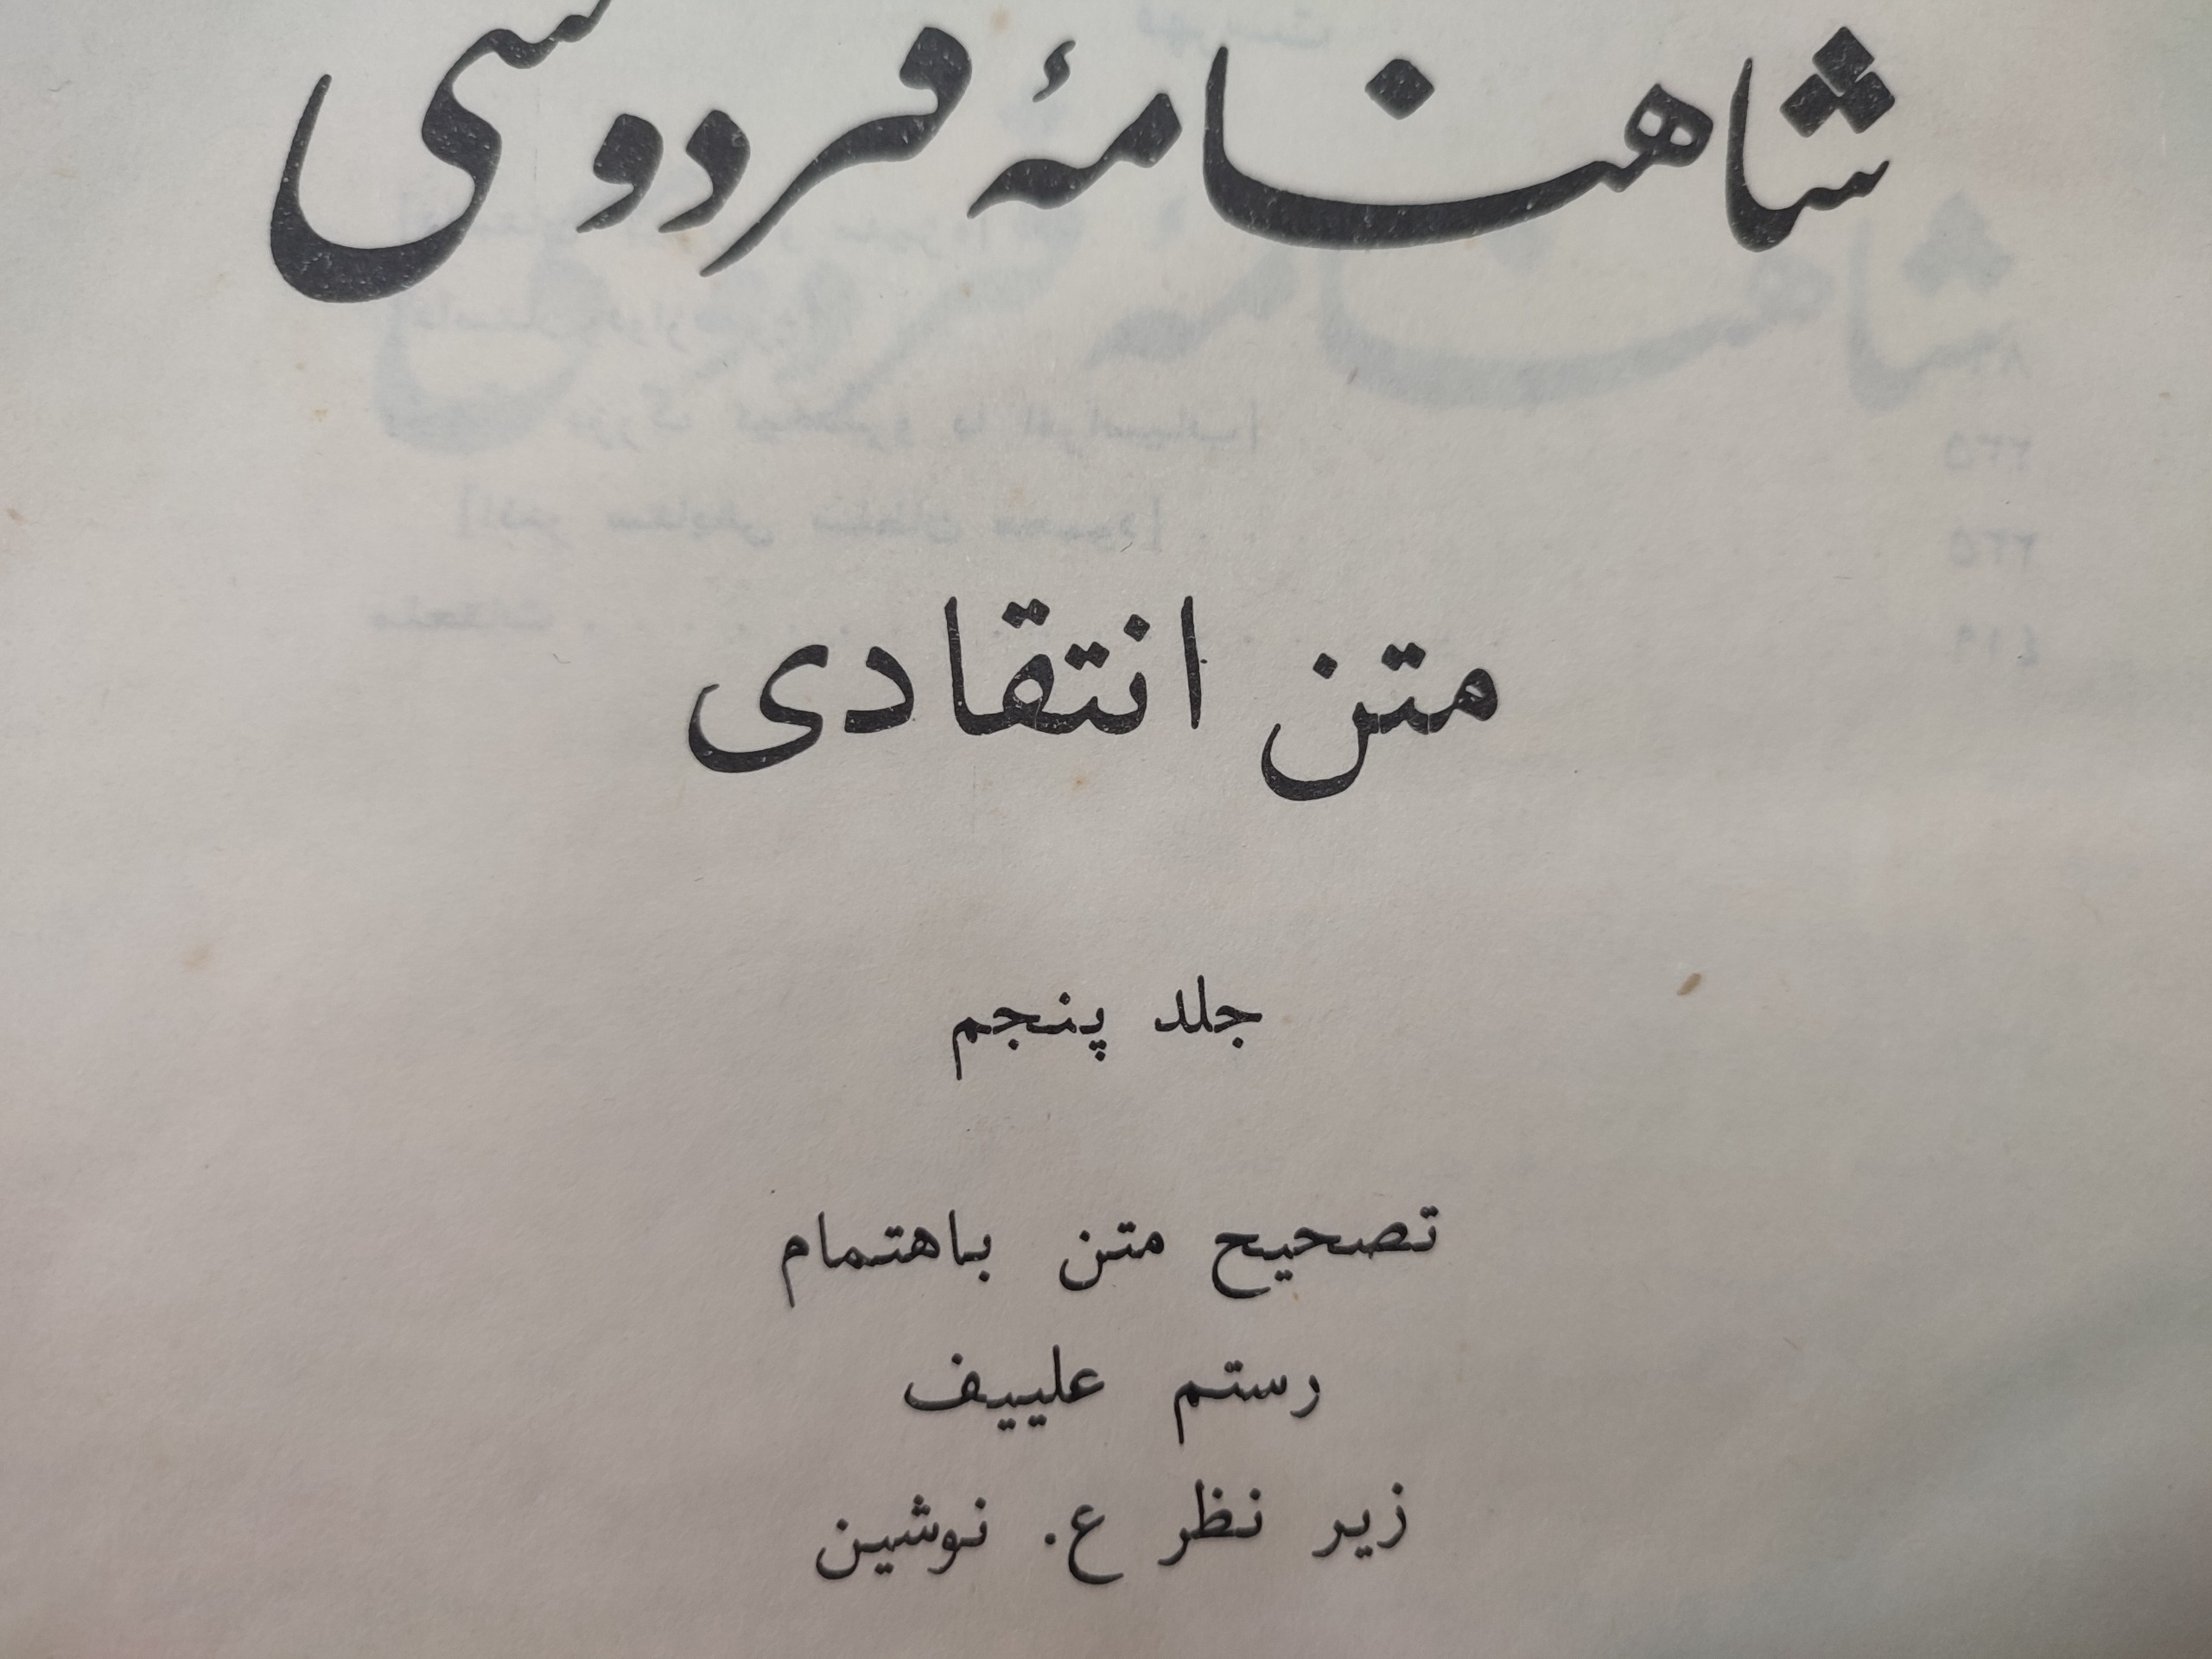 شاهنامهٔ فردوسی
متن انتقادی
جلد پنجم
تصحیح متن باهتمام
رستم علییف
زیر نظر ع. نوشین